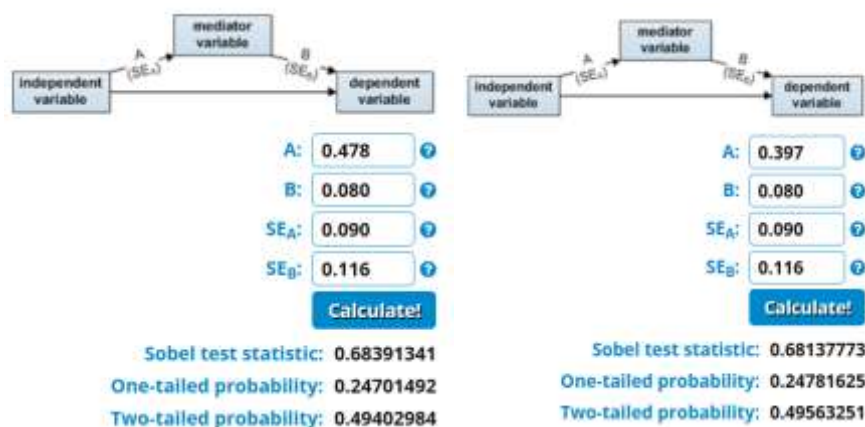 mediator
variable
A
(SEA)
B
(SEB)
independent
variable
dependent
variable
A: 0.478
B: 0.080
SEA: 0.090
SEB: 0.116
Calculate!
Sobel test statistic: 0.68391341
One-tailed probability: 0.24701492
Two-tailed probability: 0.49402984
mediator
variable
A
(SEA)
B
(SEB)
independent
variable
dependent
variable
A: 0.397
B: 0.080
SEA: 0.090
SEB: 0.116
Calculate!
Sobel test statistic: 0.68137773
One-tailed probability: 0.24781625
Two-tailed probability: 0.49563251